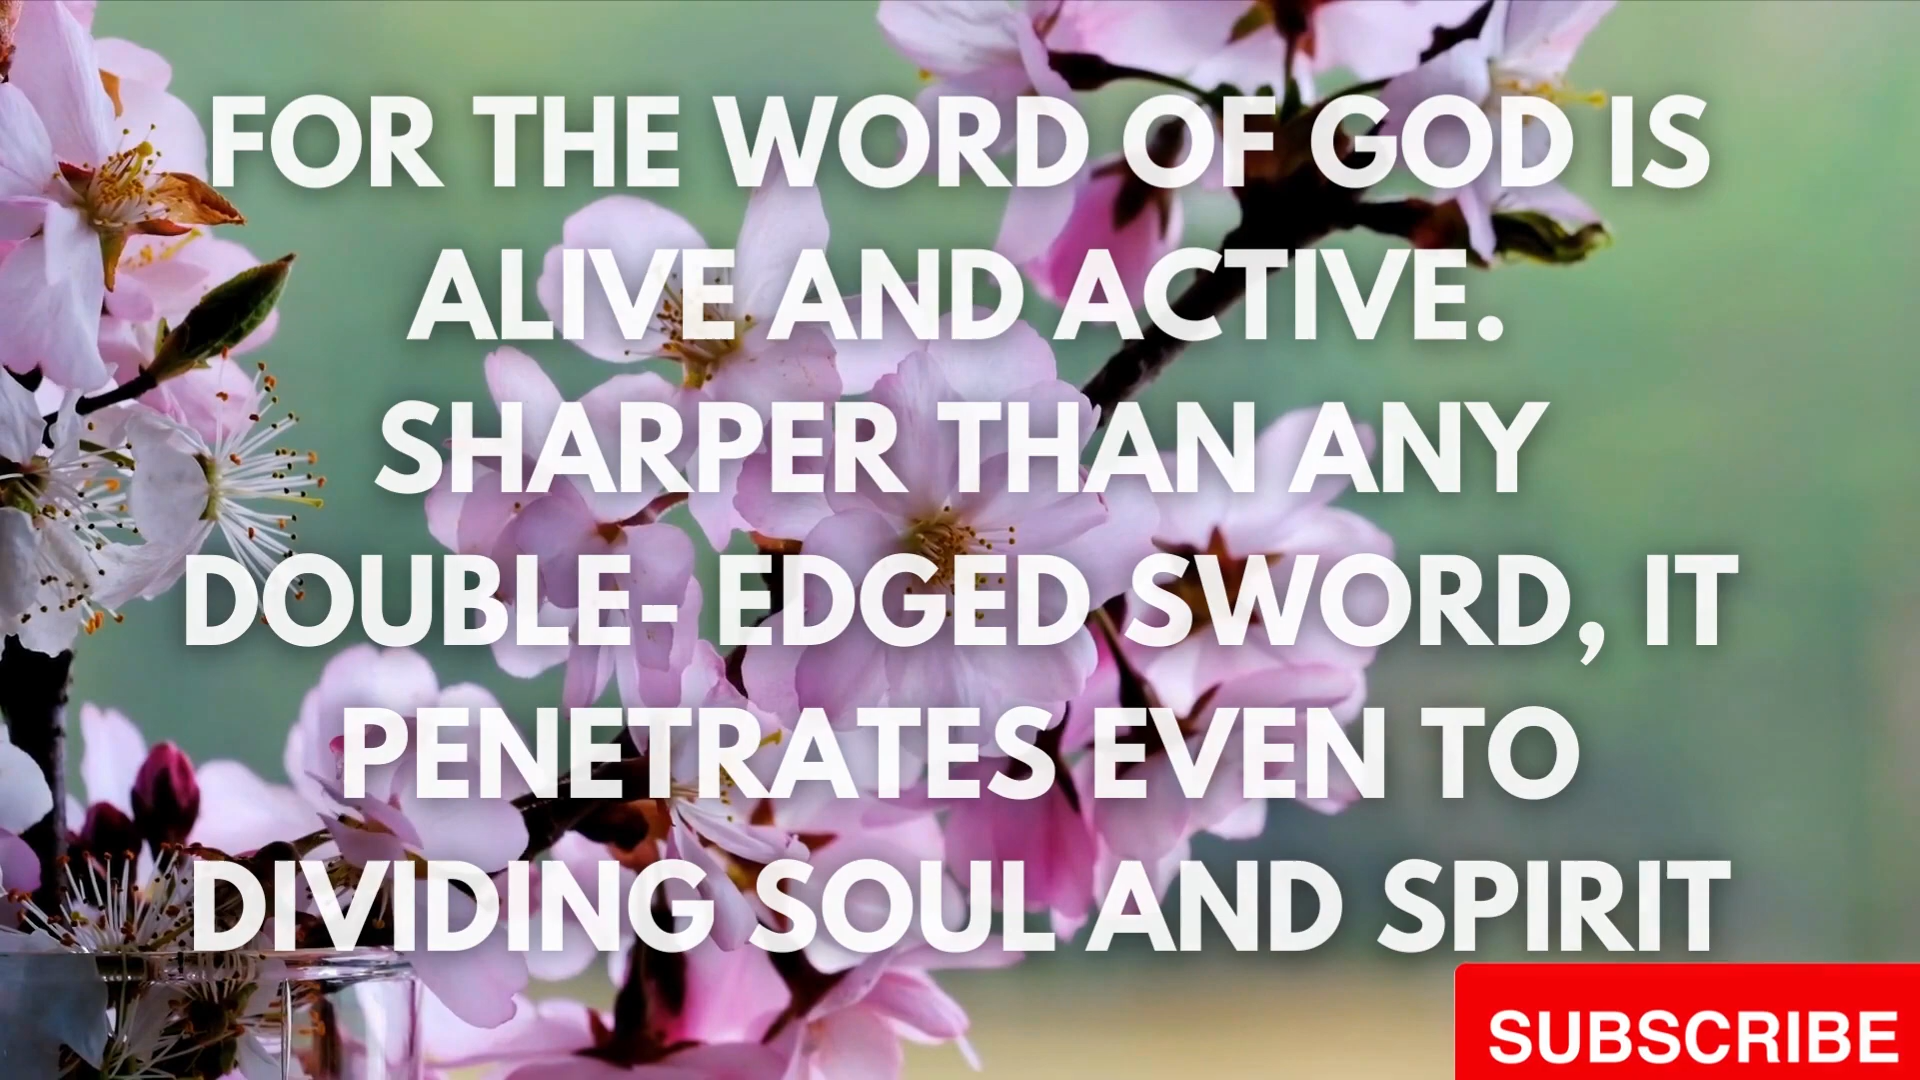 FOR THE WORD OF GOD IS
ALIVE AND ACTIVE.
SHARPER THAN ANY
DOUBLE- EDGED SWORD, IT
PENETRATES EVEN TO
DIVIDING SOUL AND SPIRIT
SUBSCRIBE